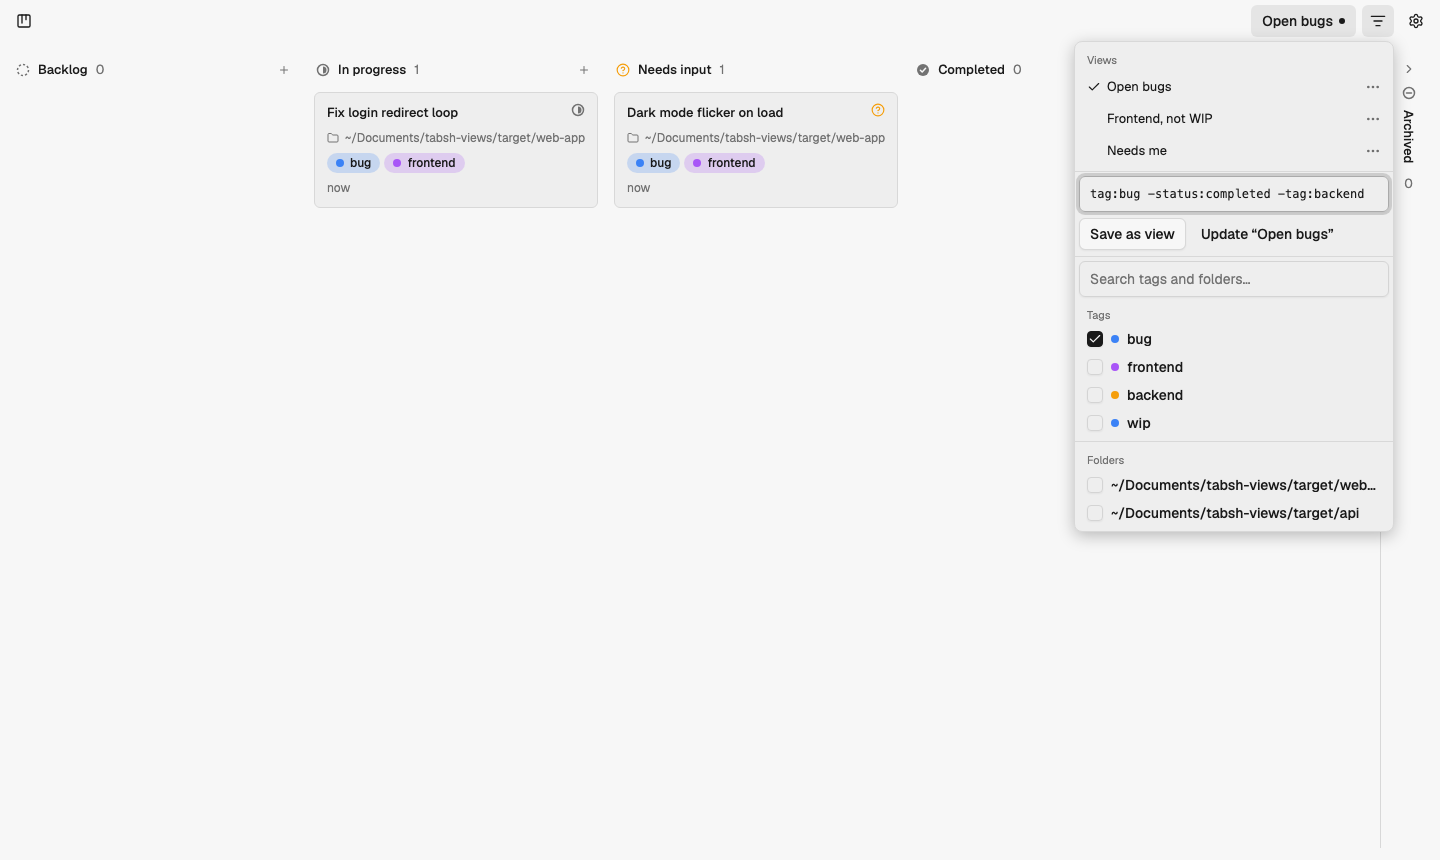 Open bugs
Backlog 0
In progress 1
Needs input 1
Completed 0
Fix login redirect loop
~/Documents/tabsh-views/target/web-app
bug frontend
now
Dark mode flicker on load
~/Documents/tabsh-views/target/web-app
bug frontend
now
Views
Open bugs
Frontend, not WIP
Needs me
tag:bug -status:completed -tag:backend
Save as view Update “Open bugs”
Search tags and folders…
Tags
bug
frontend
backend
wip
Folders
~/Documents/tabsh-views/target/web…
~/Documents/tabsh-views/target/api
Archived
0